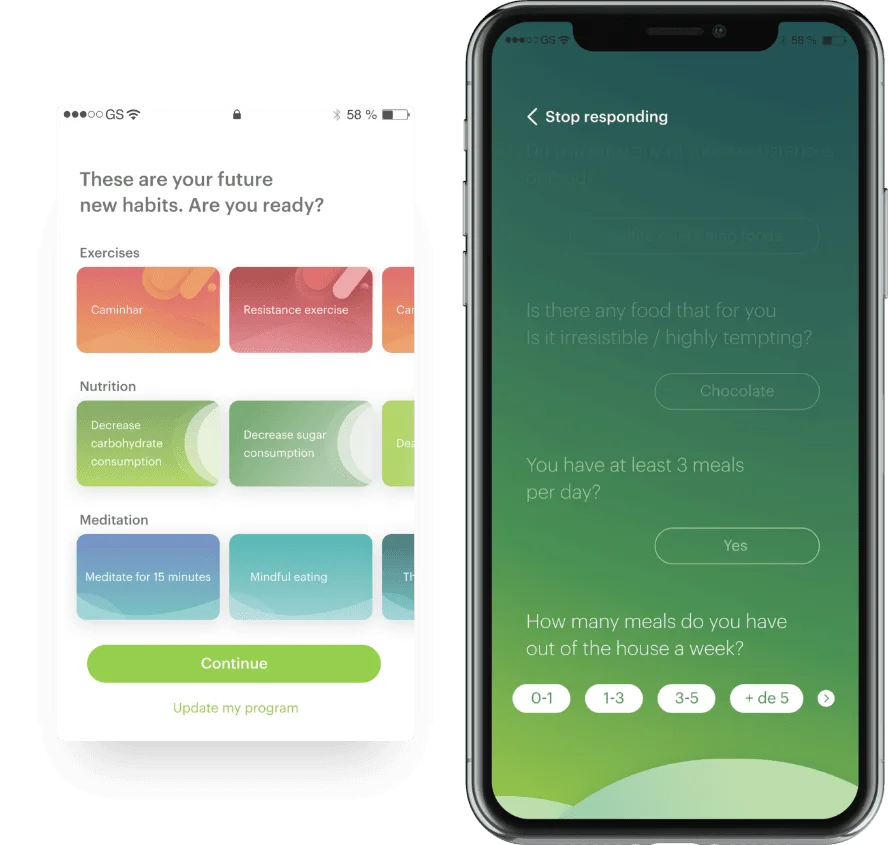 GS
58 %
These are your future
new habits. Are you ready?
Exercises
Caminhar
Resistance exercise
Car
Nutrition
Decrease
carbohydrate
consumption
Decrease sugar
consumption
Dea
Meditation
Meditate for 15 minutes
Mindful eating
Th
Continue
Update my program
GS
58 %
Stop responding
Is there any food that for you
Is it irresistible / highly tempting?
Chocolate
You have at least 3 meals
per day?
Yes
How many meals do you have
out of the house a week?
0-1
1-3
3-5
+ de 5